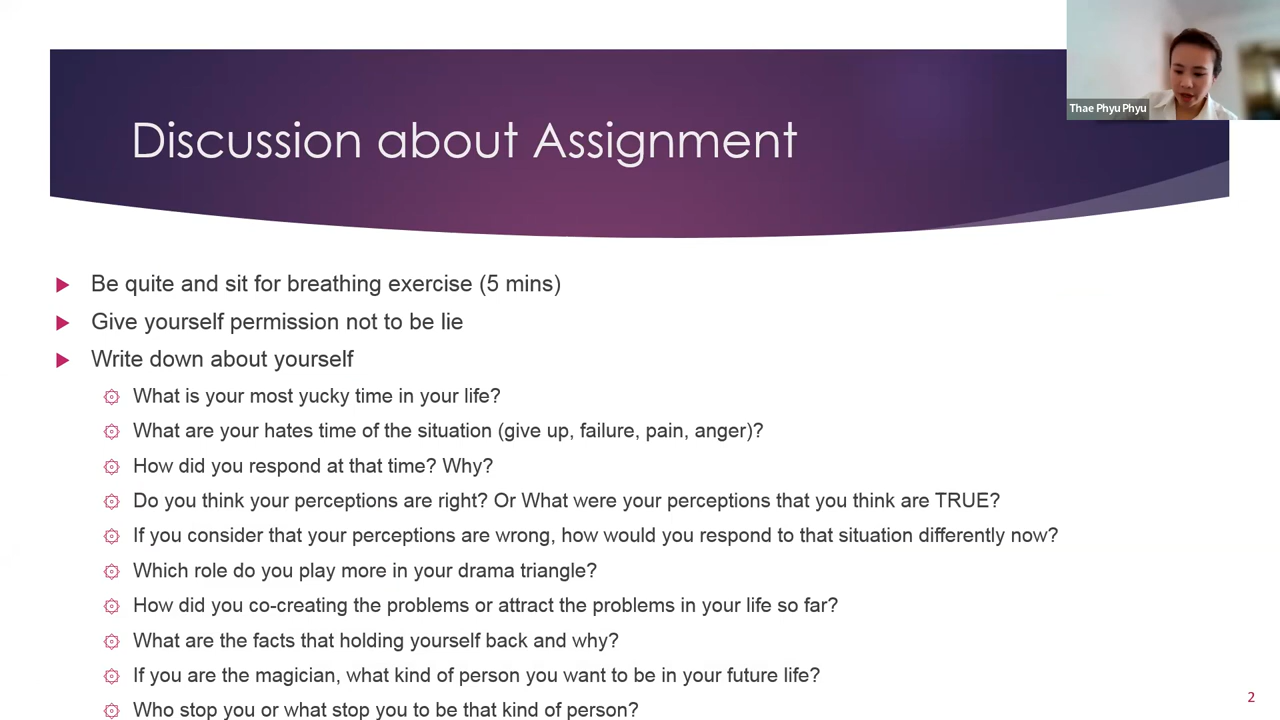 Thae Phyu Phyu
Discussion about Assignment
Be quite and sit for breathing exercise (5 mins)
Give yourself permission not to be lie
Write down about yourself
What is your most yucky time in your life?
What are your hates time of the situation (give up, failure, pain, anger)?
How did you respond at that time? Why?
Do you think your perceptions are right? Or What were your perceptions that you think are TRUE?
If you consider that your perceptions are wrong, how would you respond to that situation differently now?
Which role do you play more in your drama triangle?
How did you co-creating the problems or attract the problems in your life so far?
What are the facts that holding yourself back and why?
If you are the magician, what kind of person you want to be in your future life?
Who stop you or what stop you to be that kind of person?
2